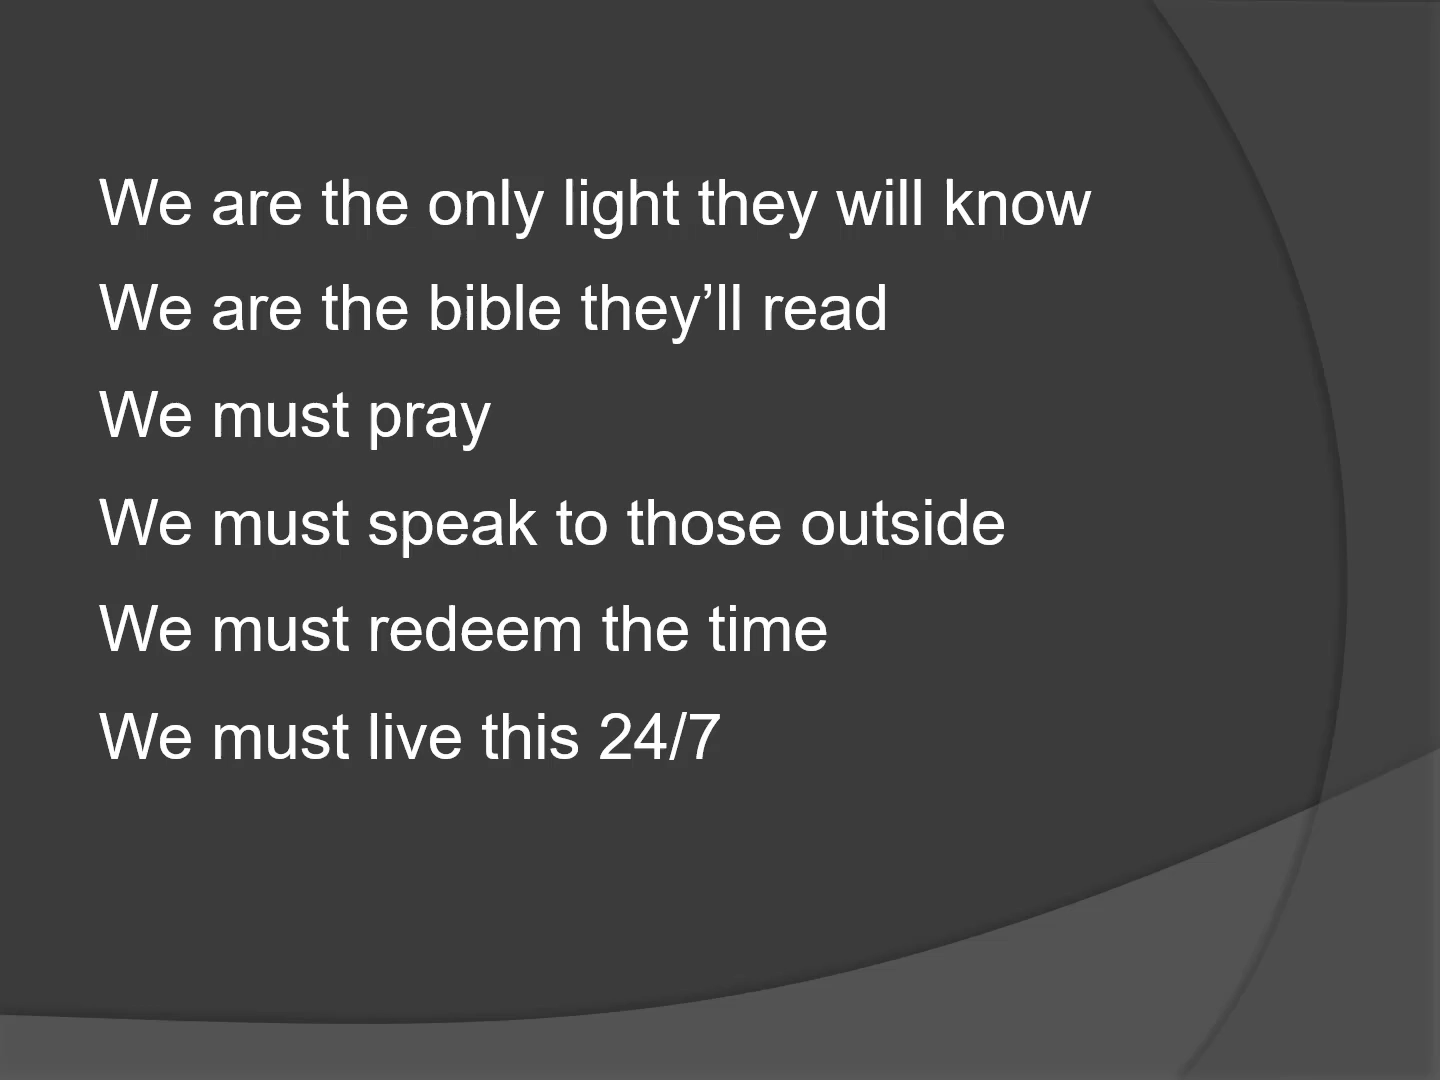 We are the only light they will know
We are the bible they’ll read
We must pray
We must speak to those outside
We must redeem the time
We must live this 24/7